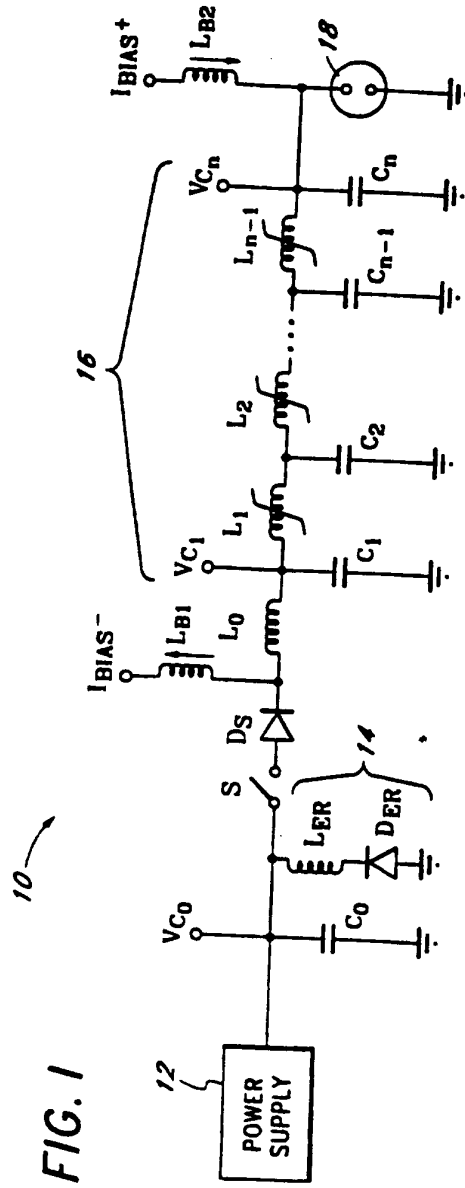 FIG. 1
10
12
POWER
SUPPLY
VC0
C0
14
LER
DER
S
DS
IBIAS-
LB1
L0
VC1
C1
16
L1
L2
C2
....
Ln-1
Cn-1
VCn
Cn
IBIAS+
LB2
18